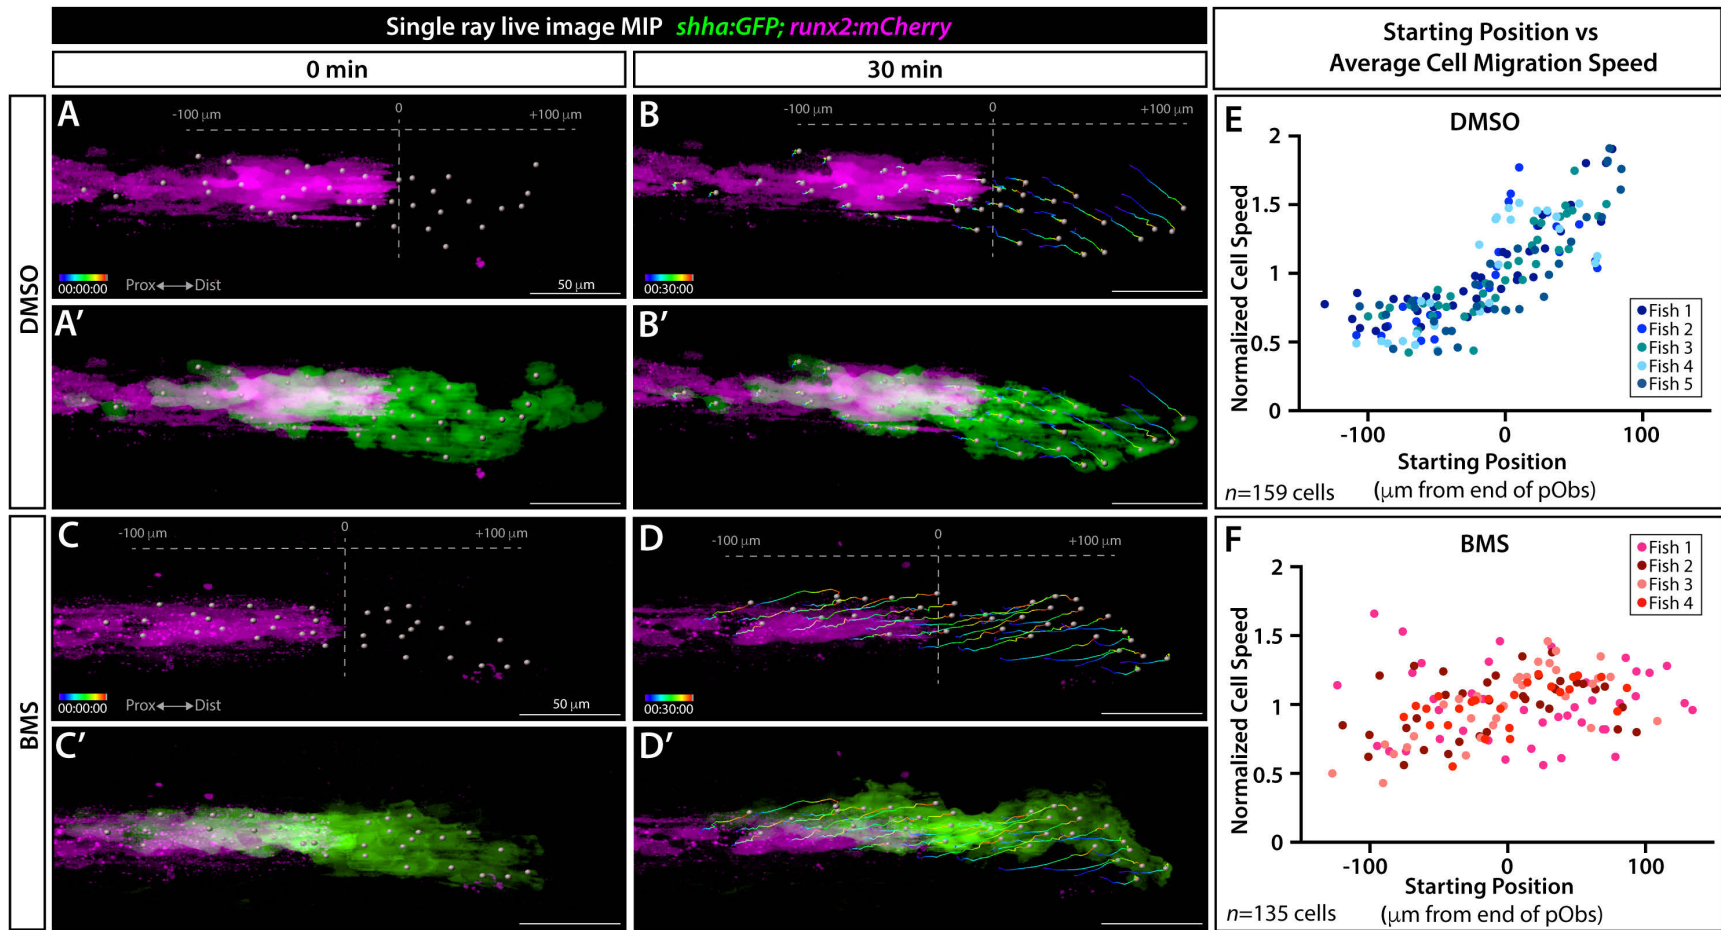 Single ray live image MIP shha:GFP; runx2:mCherry
0 min
30 min
Starting Position vs
Average Cell Migration Speed
DMSO
A
-100 μm
0
+100 μm
00:00:00
Prox
Dist
50 μm
B
-100 μm
0
+100 μm
00:30:00
A′
B′
BMS
C
-100 μm
0
+100 μm
00:00:00
Prox
Dist
50 μm
D
-100 μm
0
+100 μm
00:30:00
C′
D′
E
DMSO
Normalized Cell Speed
2
1.5
1
0.5
0
-100
0
100
Fish 1
Fish 2
Fish 3
Fish 4
Fish 5
Starting Position
(μm from end of pObs)
n=159 cells
F
BMS
Normalized Cell Speed
2
1.5
1
0.5
0
-100
0
100
Fish 1
Fish 2
Fish 3
Fish 4
Starting Position
(μm from end of pObs)
n=135 cells